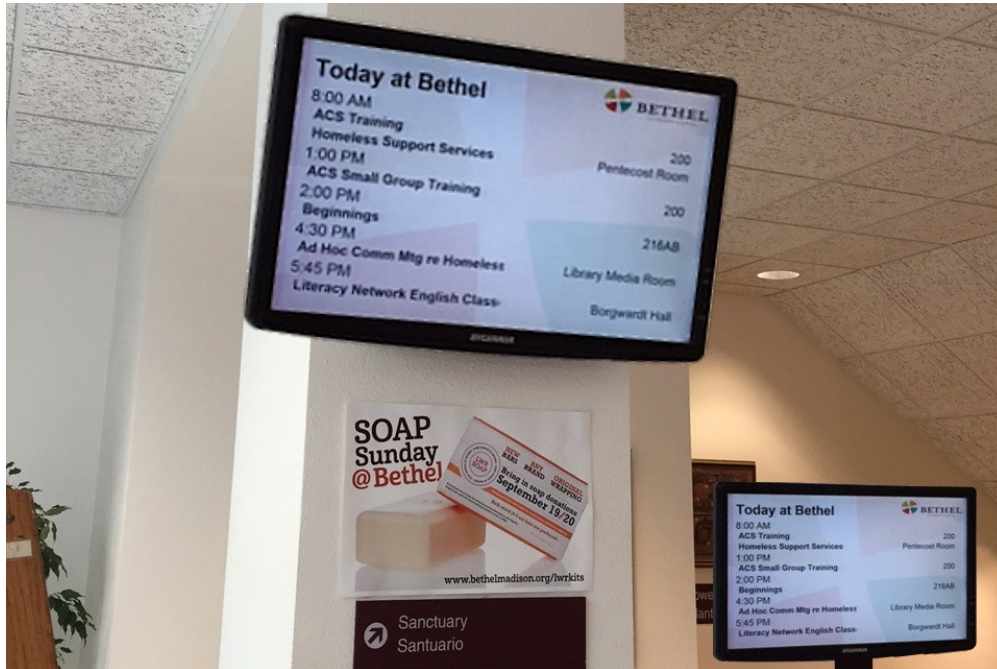 Today at Bethel
BETHEL
8:00 AM
ACS Training 200
Homeless Support Services Pentecost Room
1:00 PM
ACS Small Group Training 200
2:00 PM
Beginnings 216AB
4:30 PM
Ad Hoc Comm Mtg re Homeless Library Media Room
5:45 PM
Literacy Network English Class- Borgwardt Hall
SYLVANIA
SOAP
Sunday
@Bethel
LWR
SOAP
NEW
BARS
ANY
BRAND
ORIGINAL
WRAPPING
Bring in soap donations
September 19/20
www.bethelmadison.org/lwrkits
Sanctuary
Santuario
Today at Bethel
BETHEL
8:00 AM
ACS Training 200
Homeless Support Services Pentecost Room
1:00 PM
ACS Small Group Training 200
2:00 PM
Beginnings 216AB
4:30 PM
Ad Hoc Comm Mtg re Homeless Library Media Room
5:45 PM
Literacy Network English Class- Borgwardt Hall
SYLVANIA